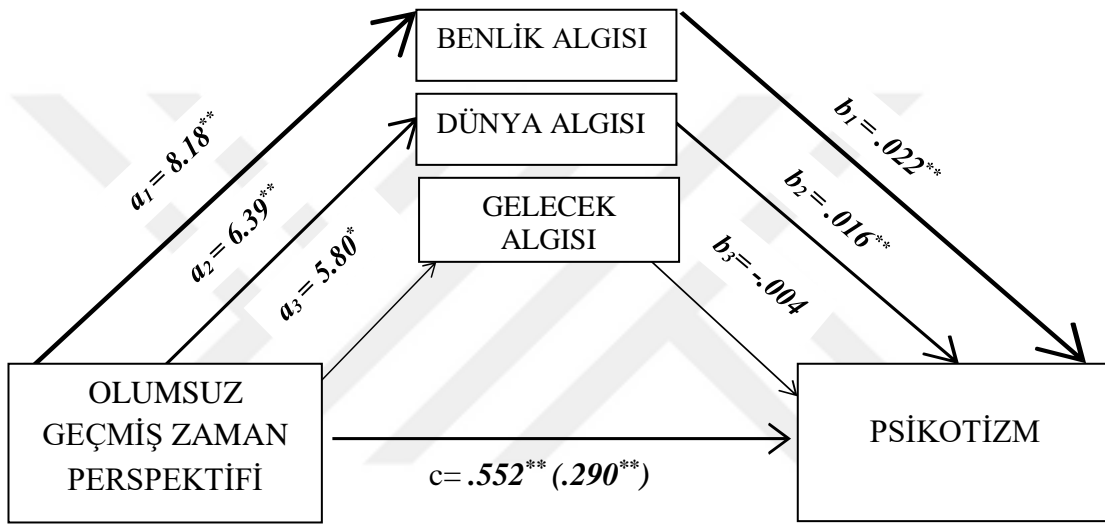 BENLİK ALGISI
DÜNYA ALGISI
GELECEK
ALGISI
a₁ = 8.18**
a₂ = 6.39**
a₃ = 5.80*
b₁ = .022**
b₂ = .016**
b₃= -.004
OLUMSUZ
GEÇMİŞ ZAMAN
PERSPEKTİFİ
PSİKOTİZM
c= .552** (.290**)